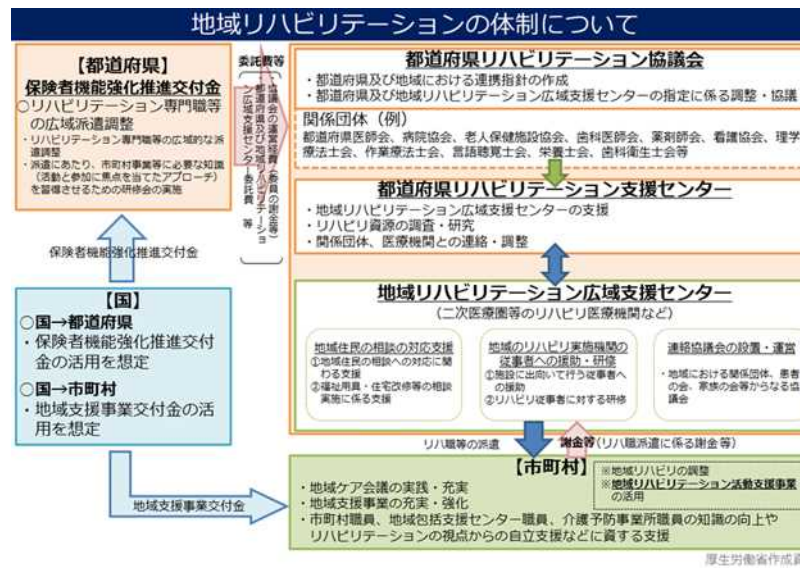 地域リハビリテーションの体制について
【都道府県】
保険者機能強化推進交付金
○リハビリテーション専門職等
の広域派遣調整
・リハビリテーション専門職等の広域的な派
遣調整
・派遣にあたり、市町村事業等に必要な知識
（活動と参加に焦点を当てたアプローチ）
を習得させるための研修会の実施
保険者機能強化推進交付金
【国】
○国→都道府県
・保険者機能強化推進交付
金の活用を想定
○国→市町村
・地域支援事業交付金の活
用を想定
地域支援事業交付金
委託費等
協議会の運営経費（委員の謝金等）
都道府県及び地域リハビリテーショ
ン広域支援センター委託費 等
都道府県リハビリテーション協議会
・都道府県及び地域における連携指針の作成
・都道府県及び地域リハビリテーション広域支援センターの指定に係る調整・協議
関係団体（例）
都道府県医師会、病院協会、老人保健施設協会、歯科医師会、薬剤師会、看護協会、理学
療法士会、作業療法士会、言語聴覚士会、栄養士会、歯科衛生士会等
都道府県リハビリテーション支援センター
・地域リハビリテーション広域支援センターの支援
・リハビリ資源の調査・研究
・関係団体、医療機関との連絡・調整
地域リハビリテーション広域支援センター
（二次医療圏等のリハビリ医療機関など）
地域住民の相談の対応支援
①地域住民の相談への対応に関
わる支援
②福祉用具・住宅改修等の相談
実施に係る支援
地域のリハビリ実施機関の
従事者への援助・研修
①施設に出向いて行う従事者へ
の援助
②リハビリ従事者に対する研修
連絡協議会の設置・運営
・地域における関係団体、患者
の会、家族の会等からなる協
議会
リハ職等の派遣
謝金等（リハ職派遣に係る謝金等）
【市町村】
※地域リハビリの調整
※地域リハビリテーション活動支援事業
の活用
・地域ケア会議の実践・充実
・地域支援事業の充実・強化
・市町村職員、地域包括支援センター職員、介護予防事業所職員の知識の向上や
リハビリテーションの視点からの自立支援などに資する支援
厚生労働省作成資